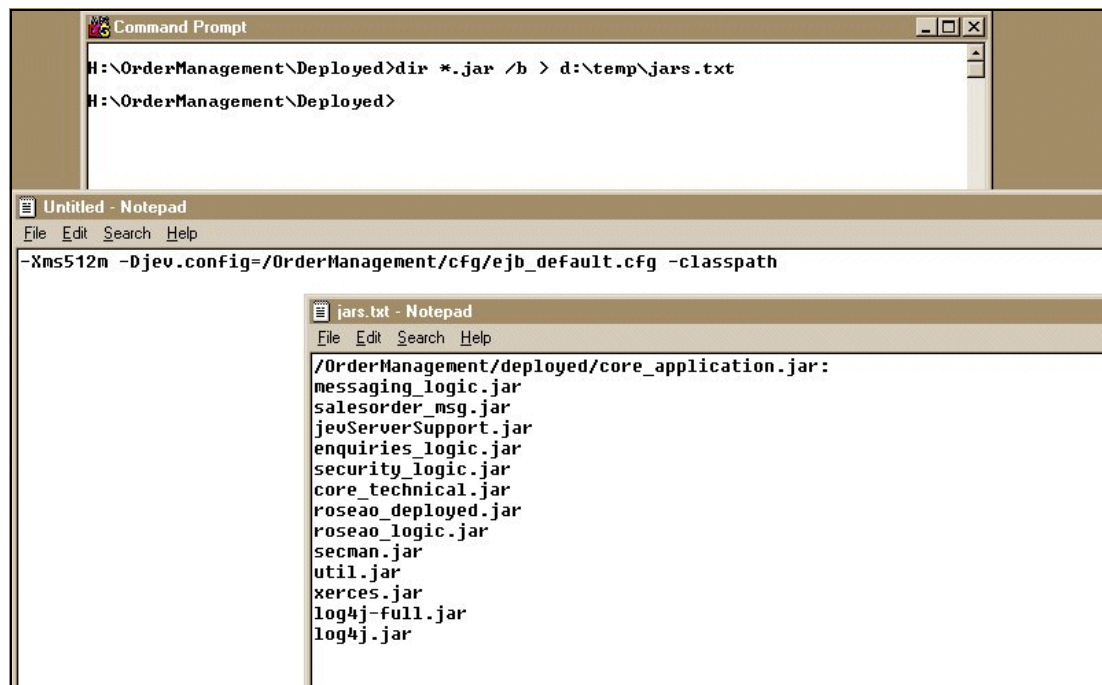 Command Prompt
H:\OrderManagement\Deployed>dir *.jar /b > d:\temp\jars.txt
H:\OrderManagement\Deployed>
Untitled - Notepad
File Edit Search Help
-Xms512m -Djev.config=/OrderManagement/cfg/ejb_default.cfg -classpath
jars.txt - Notepad
File Edit Search Help
/OrderManagement/deployed/core_application.jar:
messaging_logic.jar
salesorder_msg.jar
jevServerSupport.jar
enquiries_logic.jar
security_logic.jar
core_technical.jar
roseao_deployed.jar
roseao_logic.jar
secman.jar
util.jar
xerces.jar
log4j-full.jar
log4j.jar